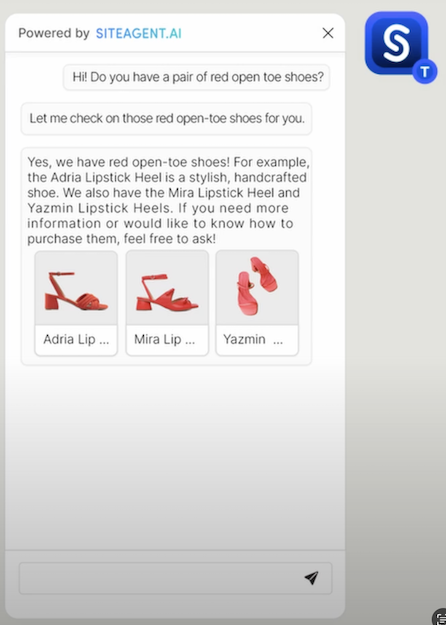 Powered by SITEAGENT.AI
Hi! Do you have a pair of red open toe shoes?
Let me check on those red open-toe shoes for you.
Yes, we have red open-toe shoes! For example,
the Adria Lipstick Heel is a stylish, handcrafted
shoe. We also have the Mira Lipstick Heel and
Yazmin Lipstick Heels. If you need more
information or would like to know how to
purchase them, feel free to ask!
Adria Lip ...
Mira Lip ...
Yazmin ...
S
T